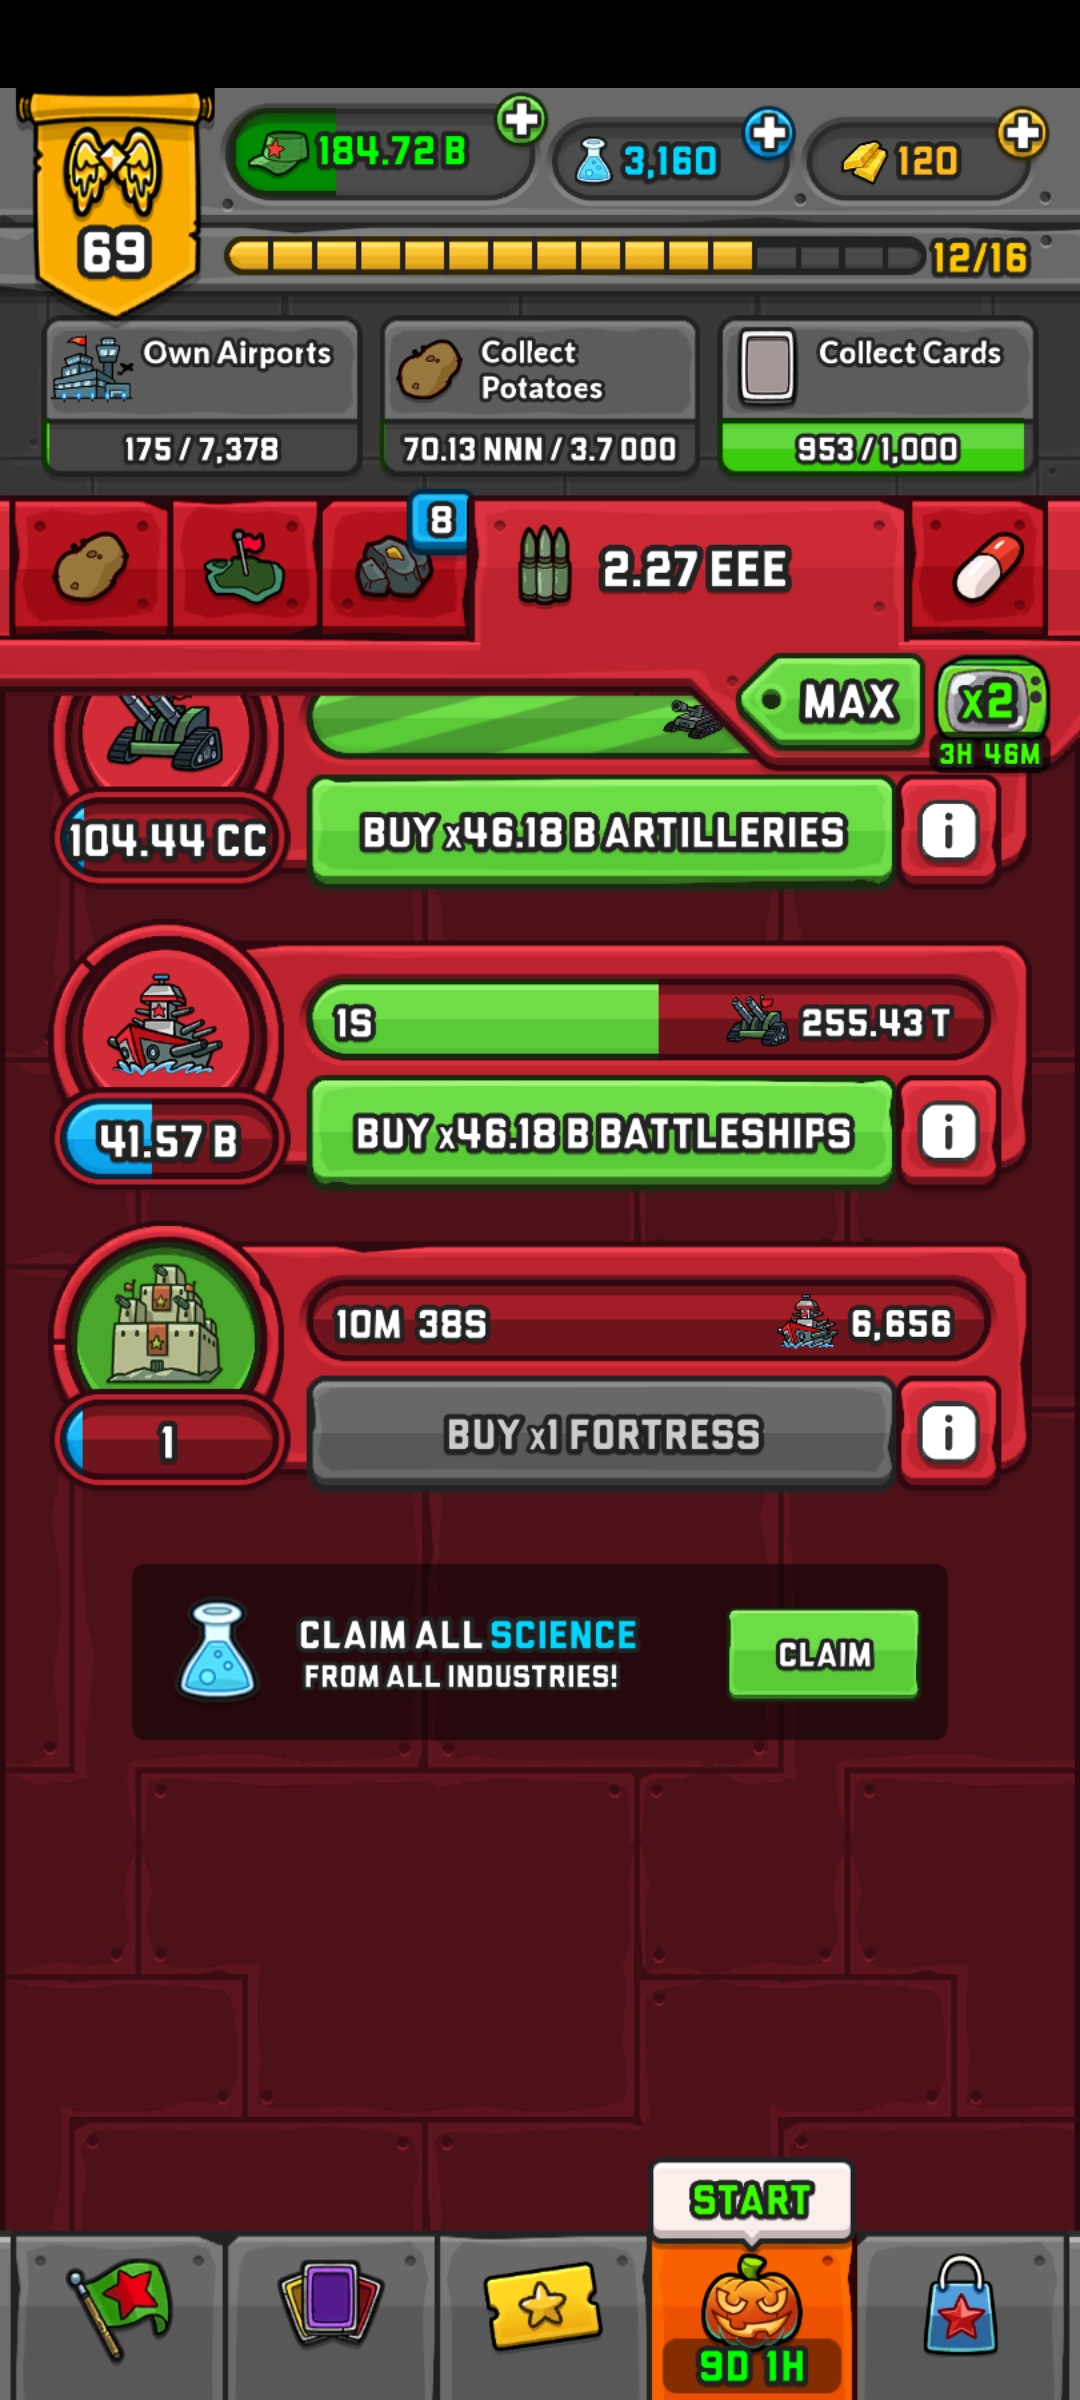 184.72 B
3,160
120
69
12/16
Own Airports
175 / 7,378
Collect
Potatoes
70.13 NNN / 3.7 OOO
Collect Cards
953 / 1,000
8
2.27 EEE
MAX
x2
3H 46M
104.44 CC
BUY x46.18 B ARTILLERIES
i
1S
255.43 T
41.57 B
BUY x46.18 B BATTLESHIPS
i
10M 38S
6,656
1
BUY x1 FORTRESS
i
CLAIM ALL SCIENCE
FROM ALL INDUSTRIES!
CLAIM
START
9D 1H